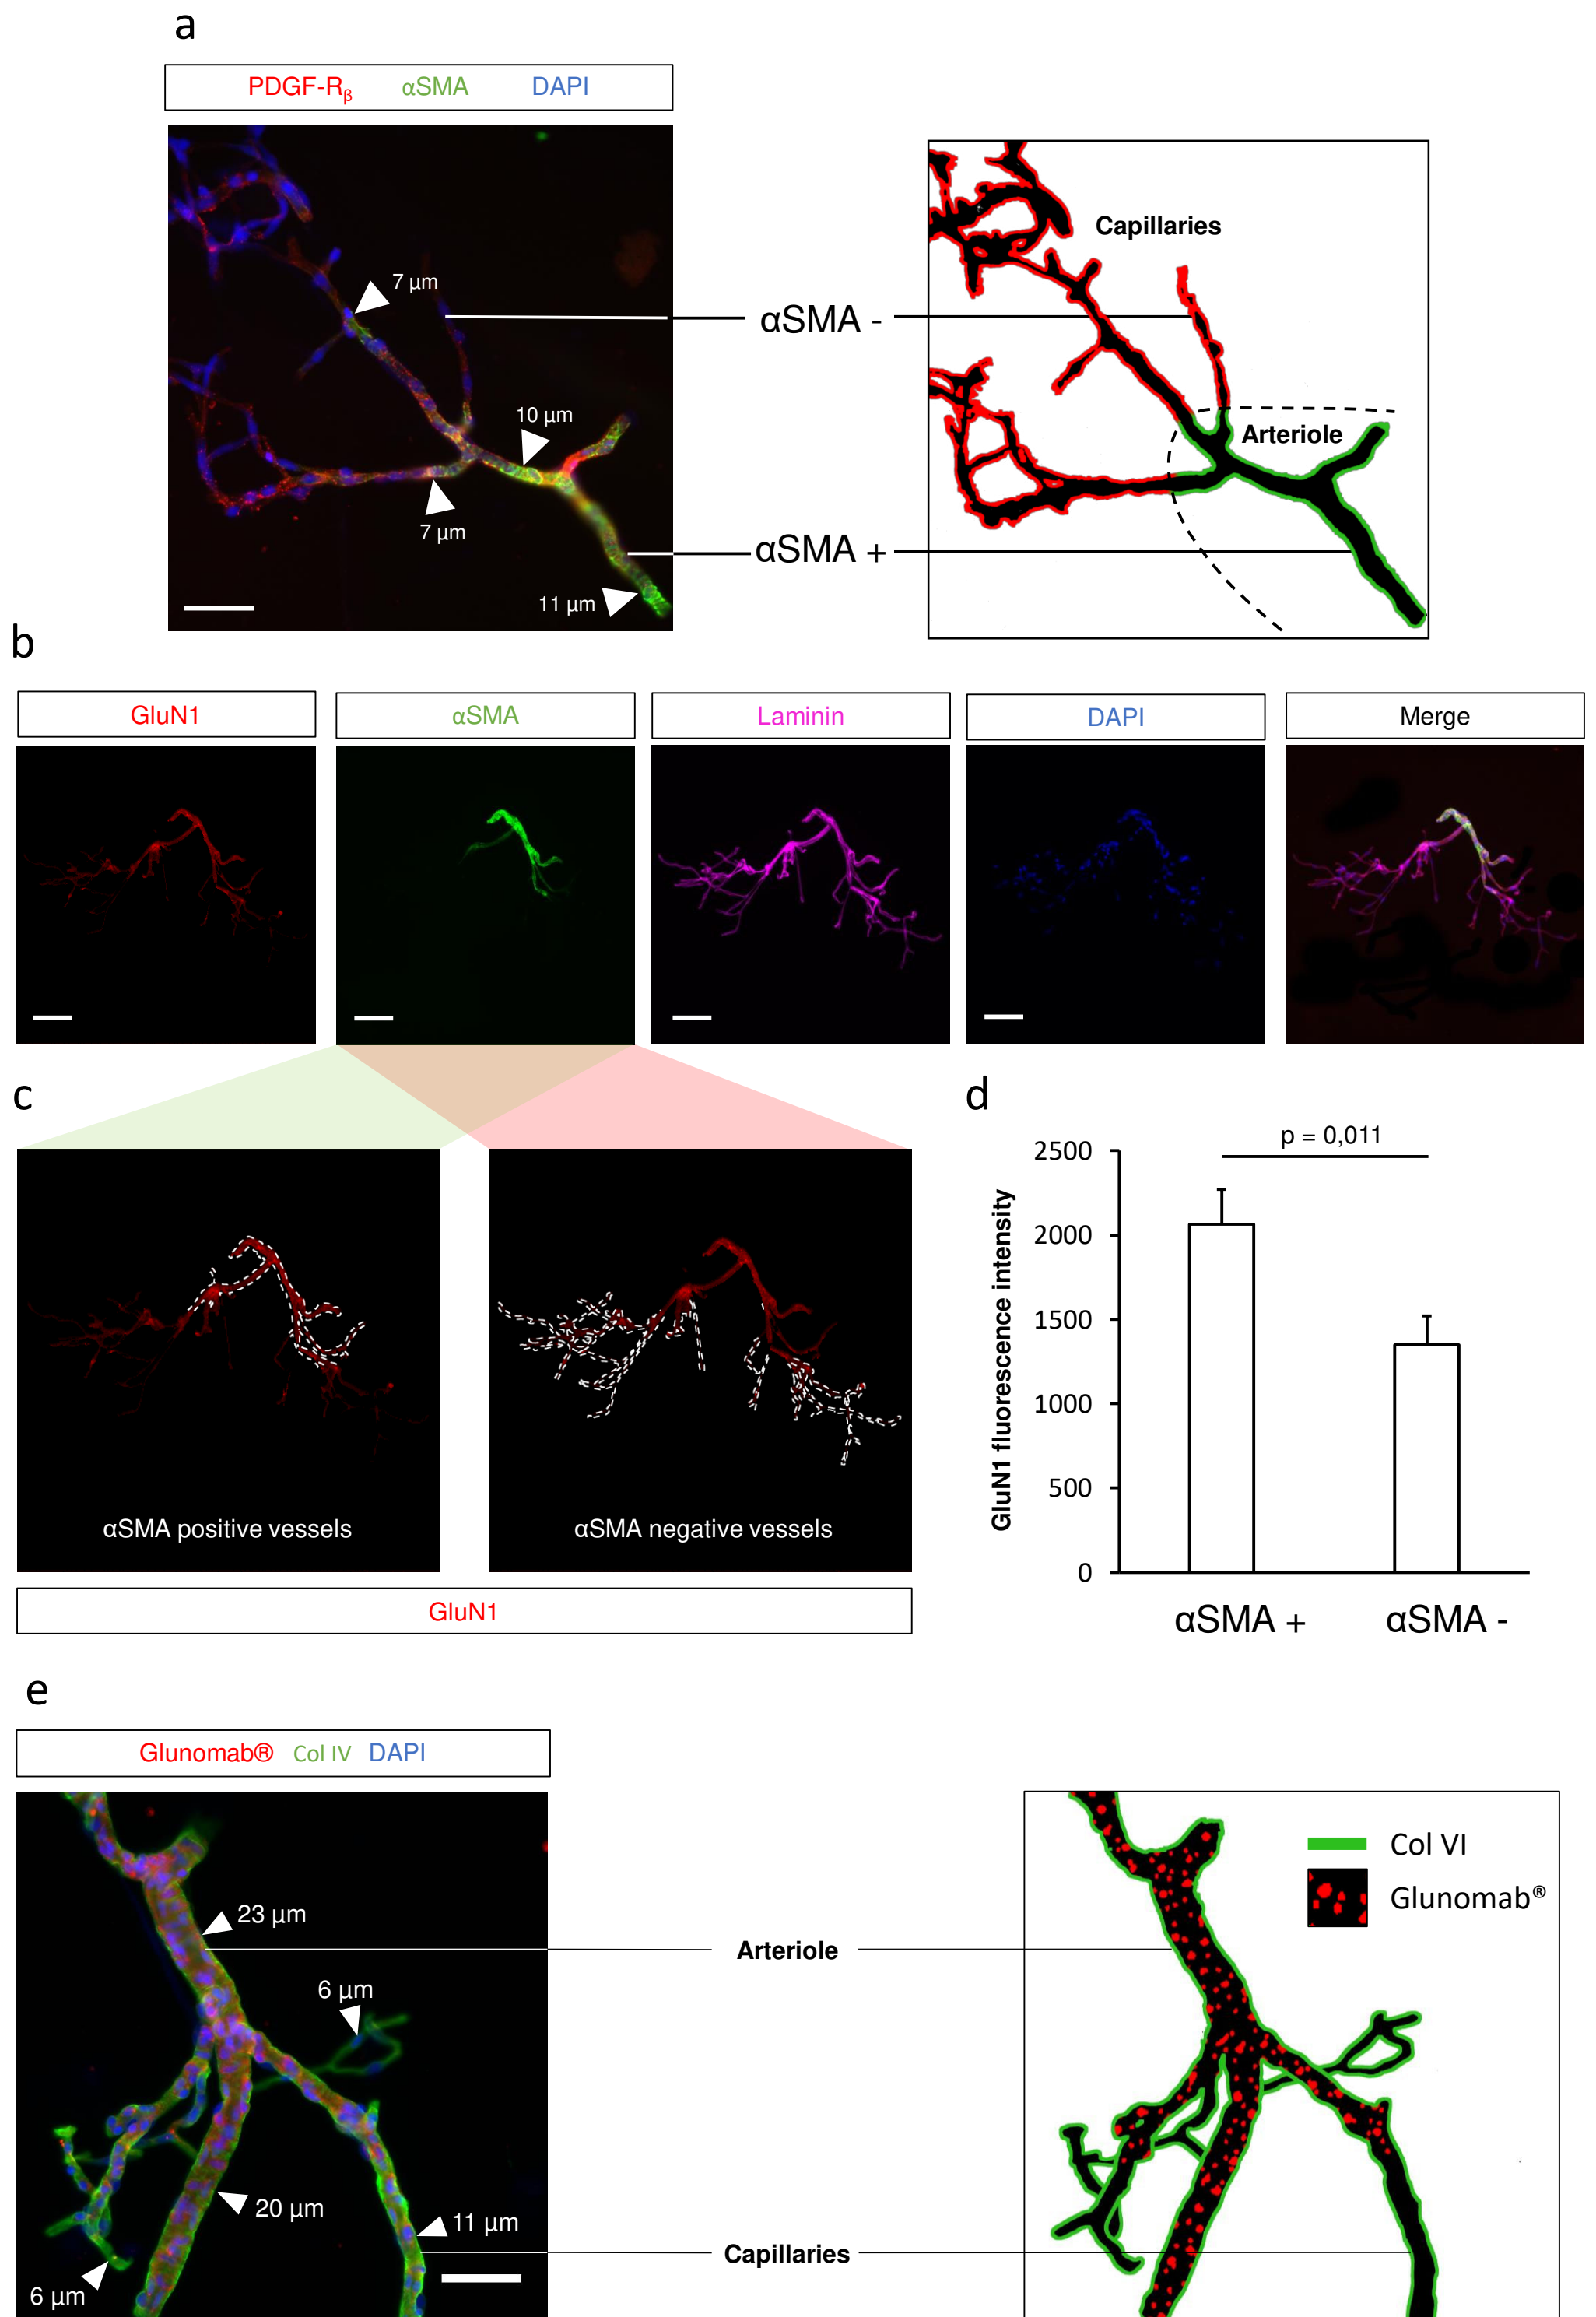 a
PDGF-Rβ αSMA DAPI
7 µm
10 µm
7 µm
11 µm
αSMA -
αSMA +
Capillaries
Arteriole
b
GluN1
αSMA
Laminin
DAPI
Merge
c
αSMA positive vessels
αSMA negative vessels
GluN1
d
p = 0,011
GluN1 fluorescence intensity
2500
2000
1500
1000
500
0
αSMA +
αSMA -
e
Glunomab® Col IV DAPI
23 µm
6 µm
20 µm
11 µm
6 µm
Arteriole
Capillaries
Col VI
Glunomab®